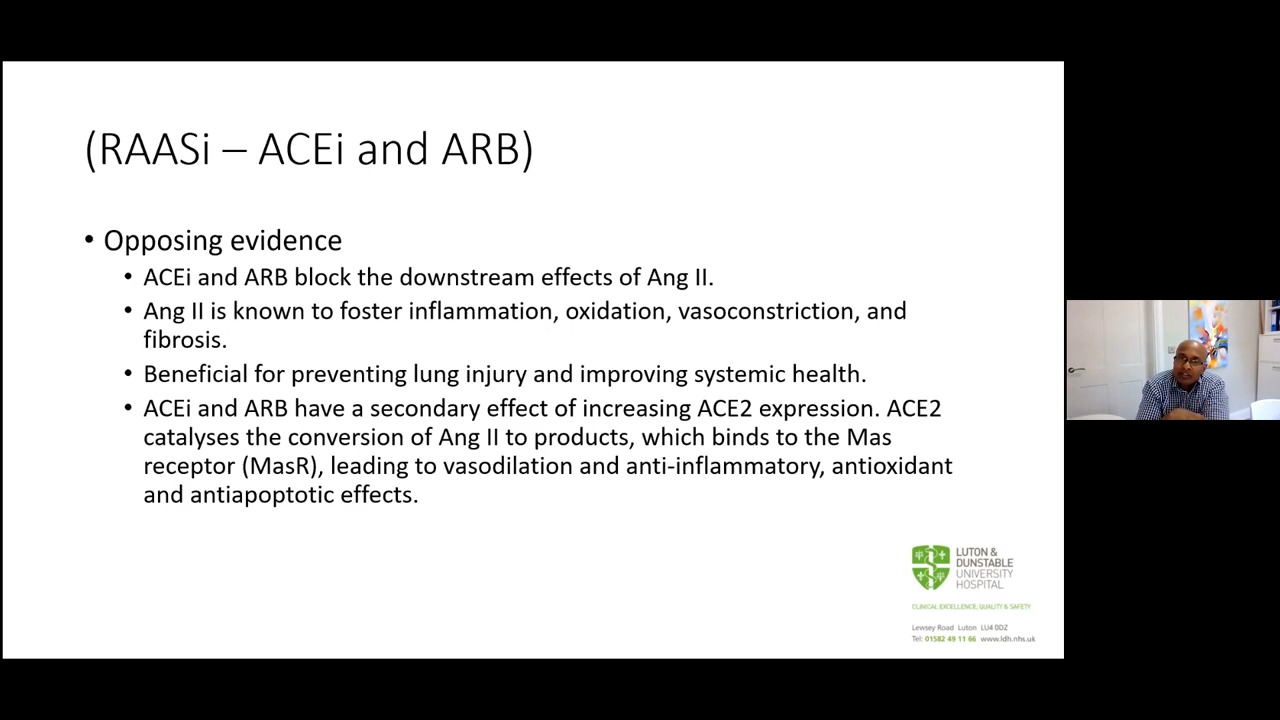 (RAASi – ACEi and ARB)
• Opposing evidence
• ACEi and ARB block the downstream effects of Ang II.
• Ang II is known to foster inflammation, oxidation, vasoconstriction, and
fibrosis.
• Beneficial for preventing lung injury and improving systemic health.
• ACEi and ARB have a secondary effect of increasing ACE2 expression. ACE2
catalyses the conversion of Ang II to products, which binds to the Mas
receptor (MasR), leading to vasodilation and anti-inflammatory, antioxidant
and antiapoptotic effects.
LUTON &
DUNSTABLE
UNIVERSITY
HOSPITAL
CLINICAL EXCELLENCE, QUALITY & SAFETY
Lewsey Road Luton LU4 0DZ
Tel: 01582 49 11 66 www.ldh.nhs.uk